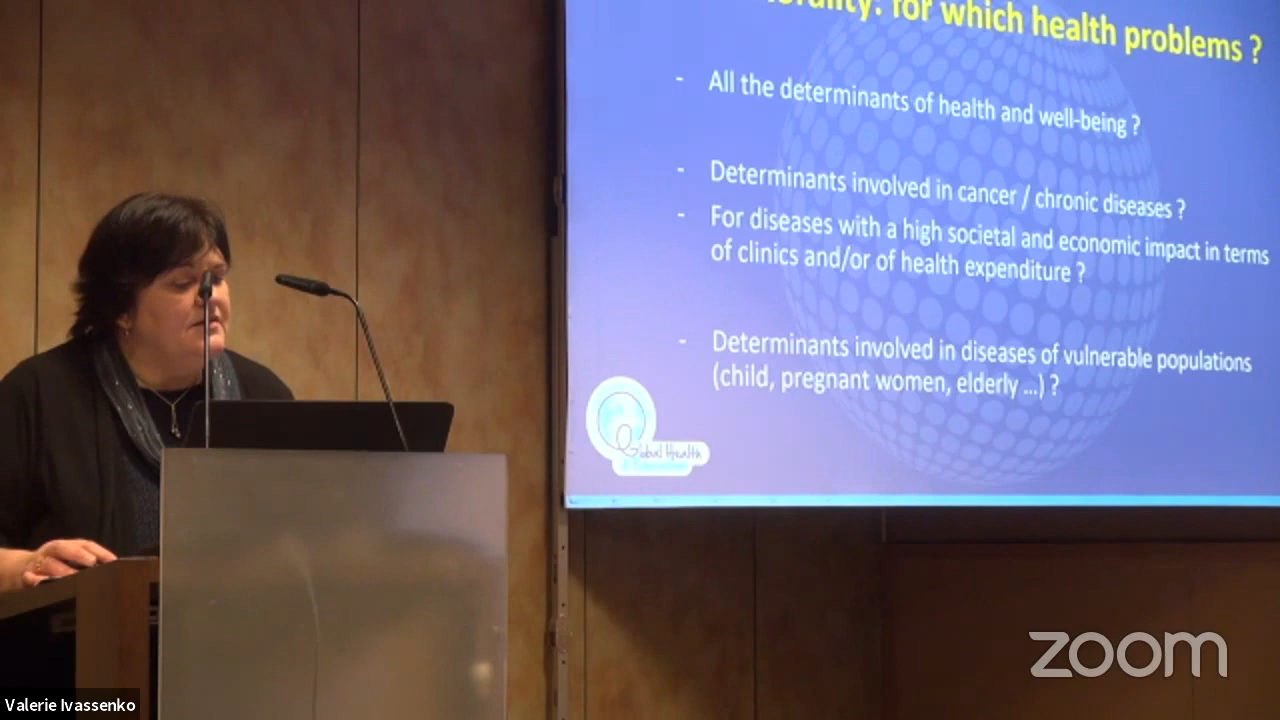 for which health problems ?
- All the determinants of health and well-being ?
- Determinants involved in cancer / chronic diseases ?
- For diseases with a high societal and economic impact in terms
of clinics and/or of health expenditure ?
- Determinants involved in diseases of vulnerable populations
(child, pregnant women, elderly ...) ?
Global Health
zoom
Valerie Ivassenko